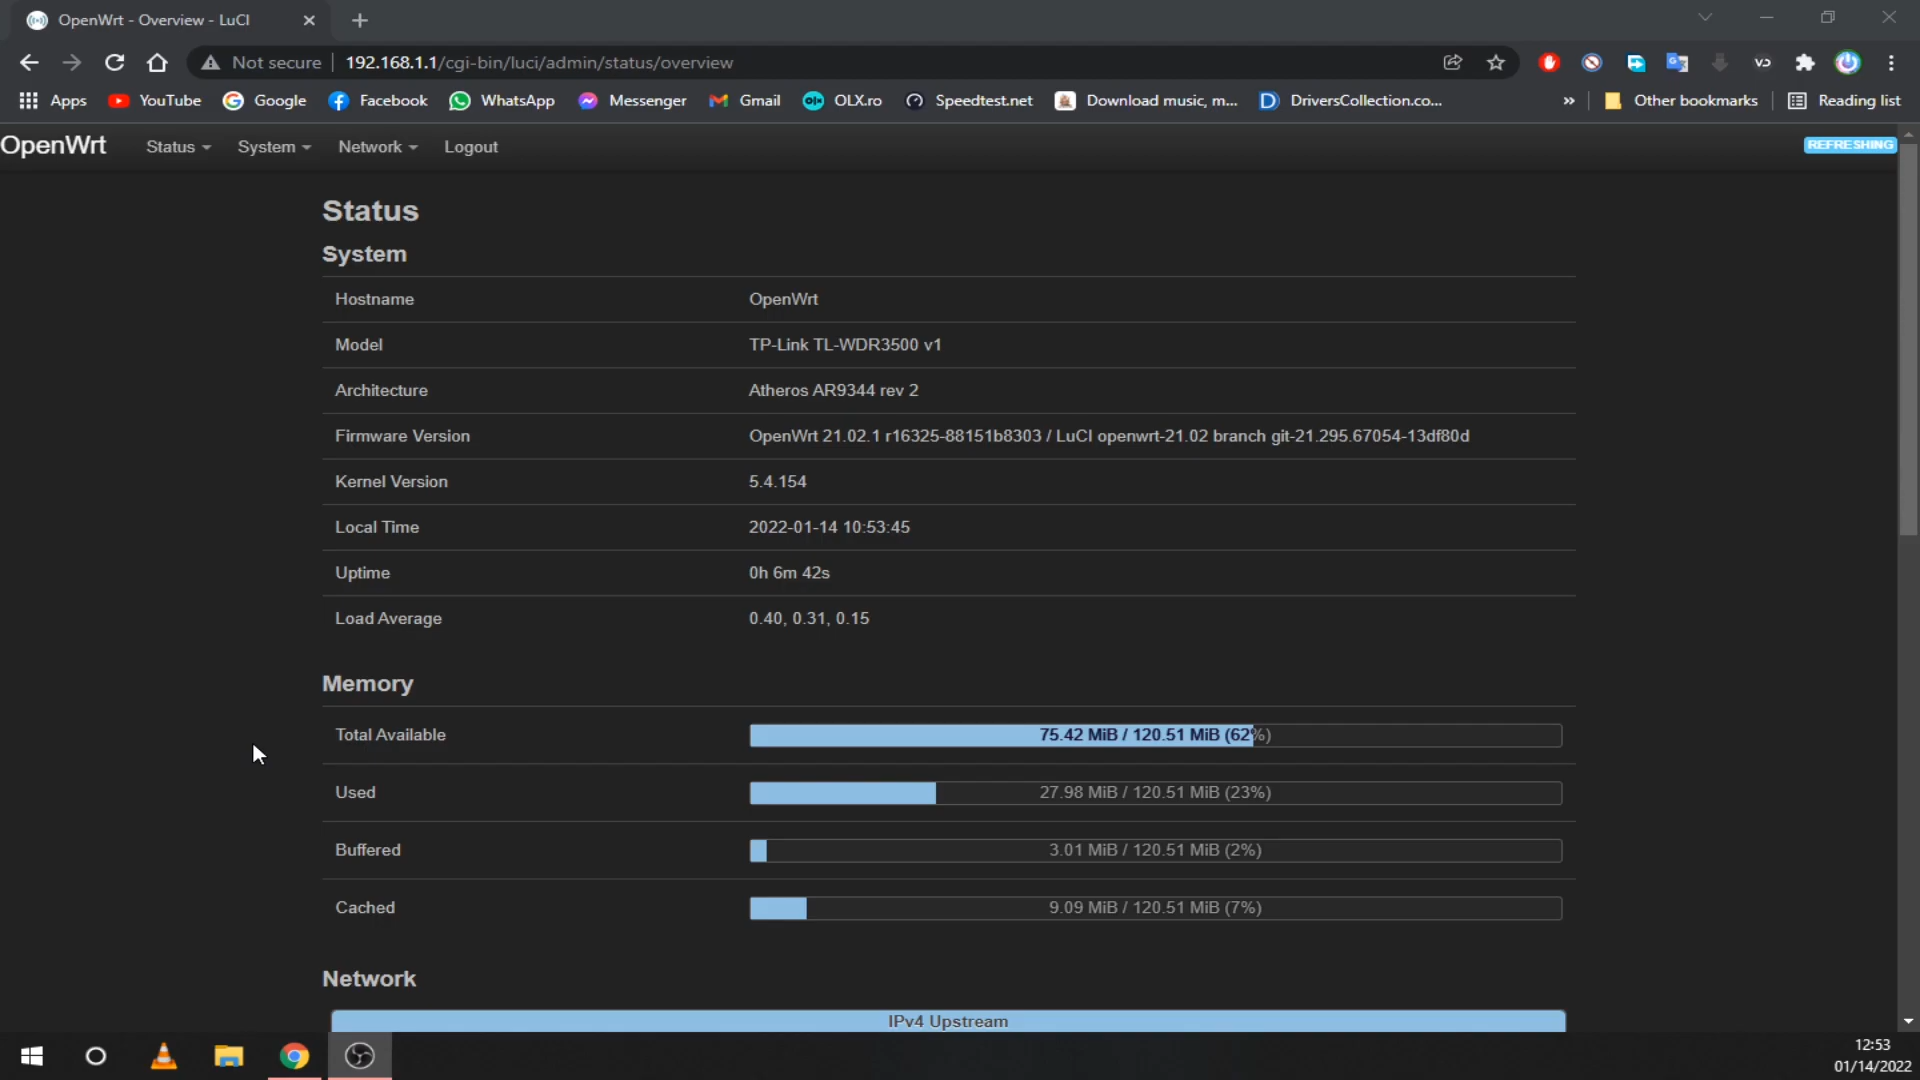 OpenWrt - Overview - LuCI
Not secure 192.168.1.1/cgi-bin/luci/admin/status/overview
Apps YouTube Google Facebook WhatsApp Messenger Gmail OLX.ro Speedtest.net Download music, m... DriversCollection.co... » Other bookmarks Reading list
OpenWrt Status System Network Logout REFRESHING
Status
System
Hostname OpenWrt
Model TP-Link TL-WDR3500 v1
Architecture Atheros AR9344 rev 2
Firmware Version OpenWrt 21.02.1 r16325-88151b8303 / LuCI openwrt-21.02 branch git-21.295.67054-13df80d
Kernel Version 5.4.154
Local Time 2022-01-14 10:53:45
Uptime 0h 6m 42s
Load Average 0.40, 0.31, 0.15
Memory
Total Available 75.42 MiB / 120.51 MiB (62%)
Used 27.98 MiB / 120.51 MiB (23%)
Buffered 3.01 MiB / 120.51 MiB (2%)
Cached 9.09 MiB / 120.51 MiB (7%)
Network
IPv4 Upstream
12:53
01/14/2022